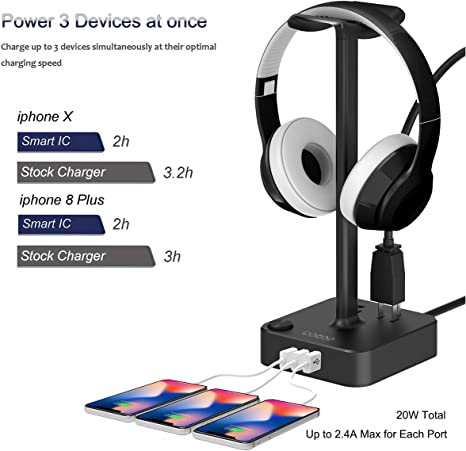 Power 3 Devices at once
Charge up to 3 devices simultaneously at their optimal
charging speed
iphone X
Smart IC 2h
Stock Charger 3.2h
iphone 8 Plus
Smart IC 2h
Stock Charger 3h
20W Total
Up to 2.4A Max for Each Port